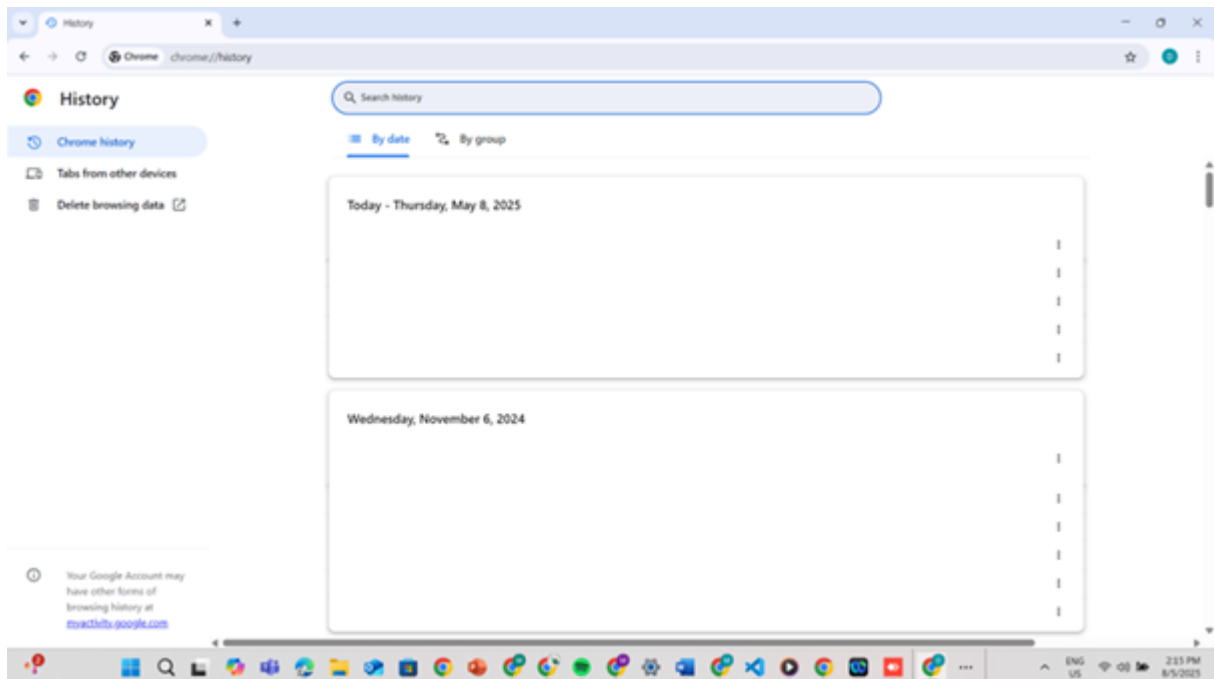 History
Chrome chrome://history
History
Search history
Chrome history
By date By group
Tabs from other devices
Delete browsing data
Today - Thursday, May 8, 2025
Wednesday, November 6, 2024
Your Google Account may
have other forms of
browsing history at
myactivity.google.com
2
ENG
US
2:15 PM
8/5/2025